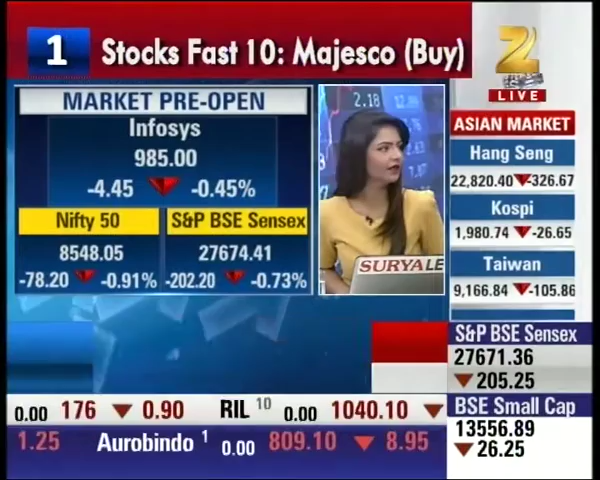 1 Stocks Fast 10: Majesco (Buy)
LIVE
MARKET PRE-OPEN
Infosys
985.00
-4.45 -0.45%
Nifty 50
8548.05
-78.20 -0.91%
S&P BSE Sensex
27674.41
-202.20 -0.73%
2.18
SURYA LE
ASIAN MARKET
Hang Seng
22,820.40 -326.67
Kospi
1,980.74 -26.65
Taiwan
9,166.84 -105.86
S&P BSE Sensex
27671.36
205.25
BSE Small Cap
13556.89
26.25
0.00 176 0.90 RIL 10 0.00 1040.10
1.25 Aurobindo 1 0.00 809.10 8.95